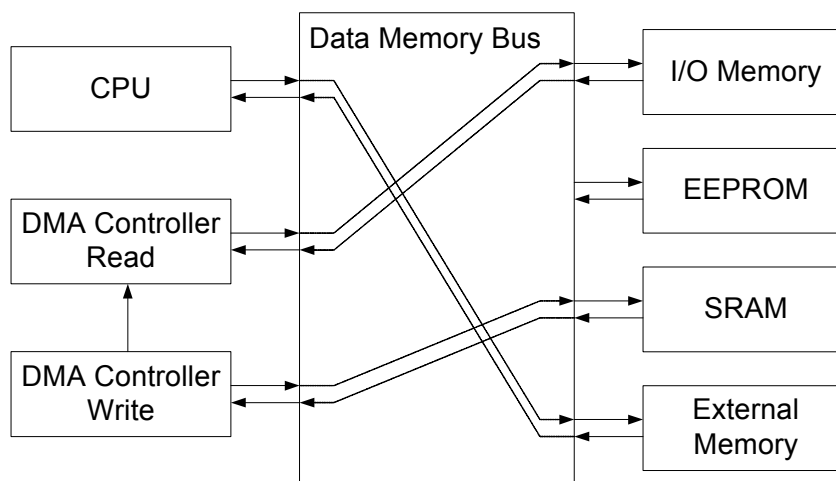 Data Memory Bus
CPU
I/O Memory
EEPROM
DMA Controller
Read
SRAM
DMA Controller
Write
External
Memory